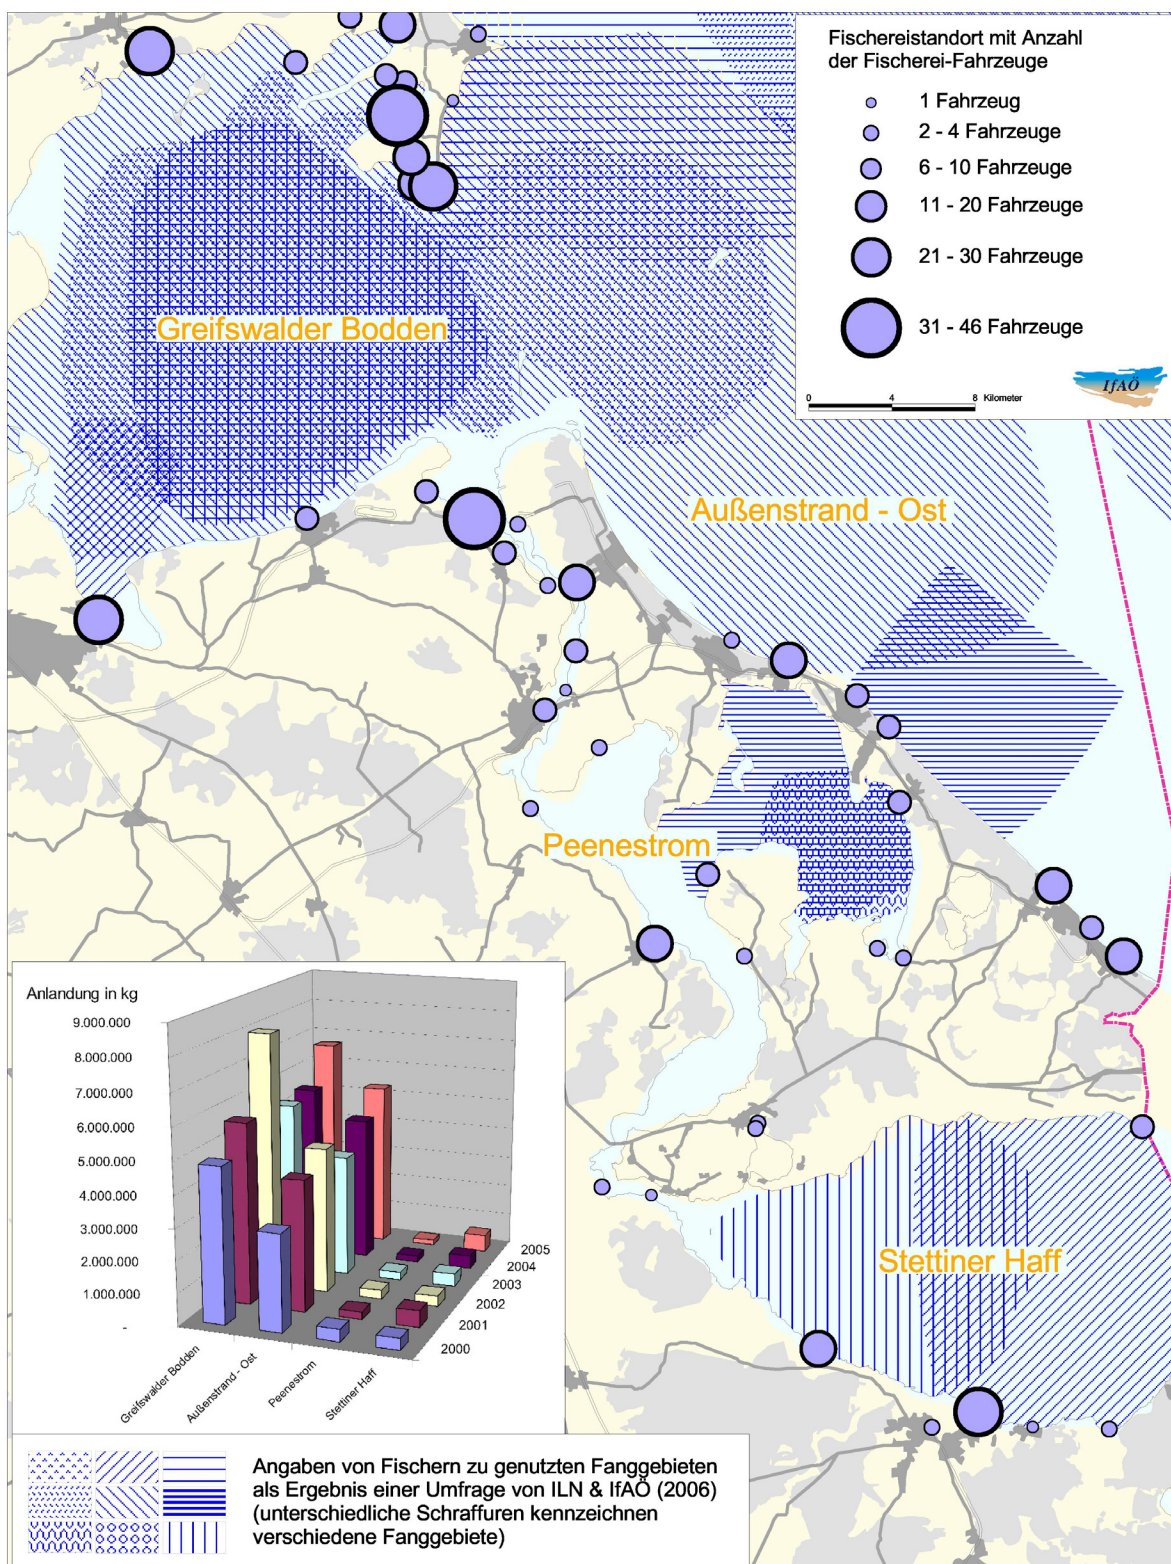 Fischereistandort mit Anzahl
der Fischerei-Fahrzeuge
1 Fahrzeug
2 - 4 Fahrzeuge
6 - 10 Fahrzeuge
11 - 20 Fahrzeuge
21 - 30 Fahrzeuge
31 - 46 Fahrzeuge
IfAÖ
0 4 8 Kilometer
Greifswalder Bodden
Außenstrand - Ost
Peenestrom
Stettiner Haff
Anlandung in kg
9.000.000
8.000.000
7.000.000
6.000.000
5.000.000
4.000.000
3.000.000
2.000.000
1.000.000
-
2005
2004
2003
2002
2001
2000
Greifswalder Bodden
Außenstrand - Ost
Peenestrom
Stettiner Haff
Angaben von Fischern zu genutzten Fanggebieten
als Ergebnis einer Umfrage von ILN & IfAÖ (2006)
(unterschiedliche Schraffuren kennzeichnen
verschiedene Fanggebiete)